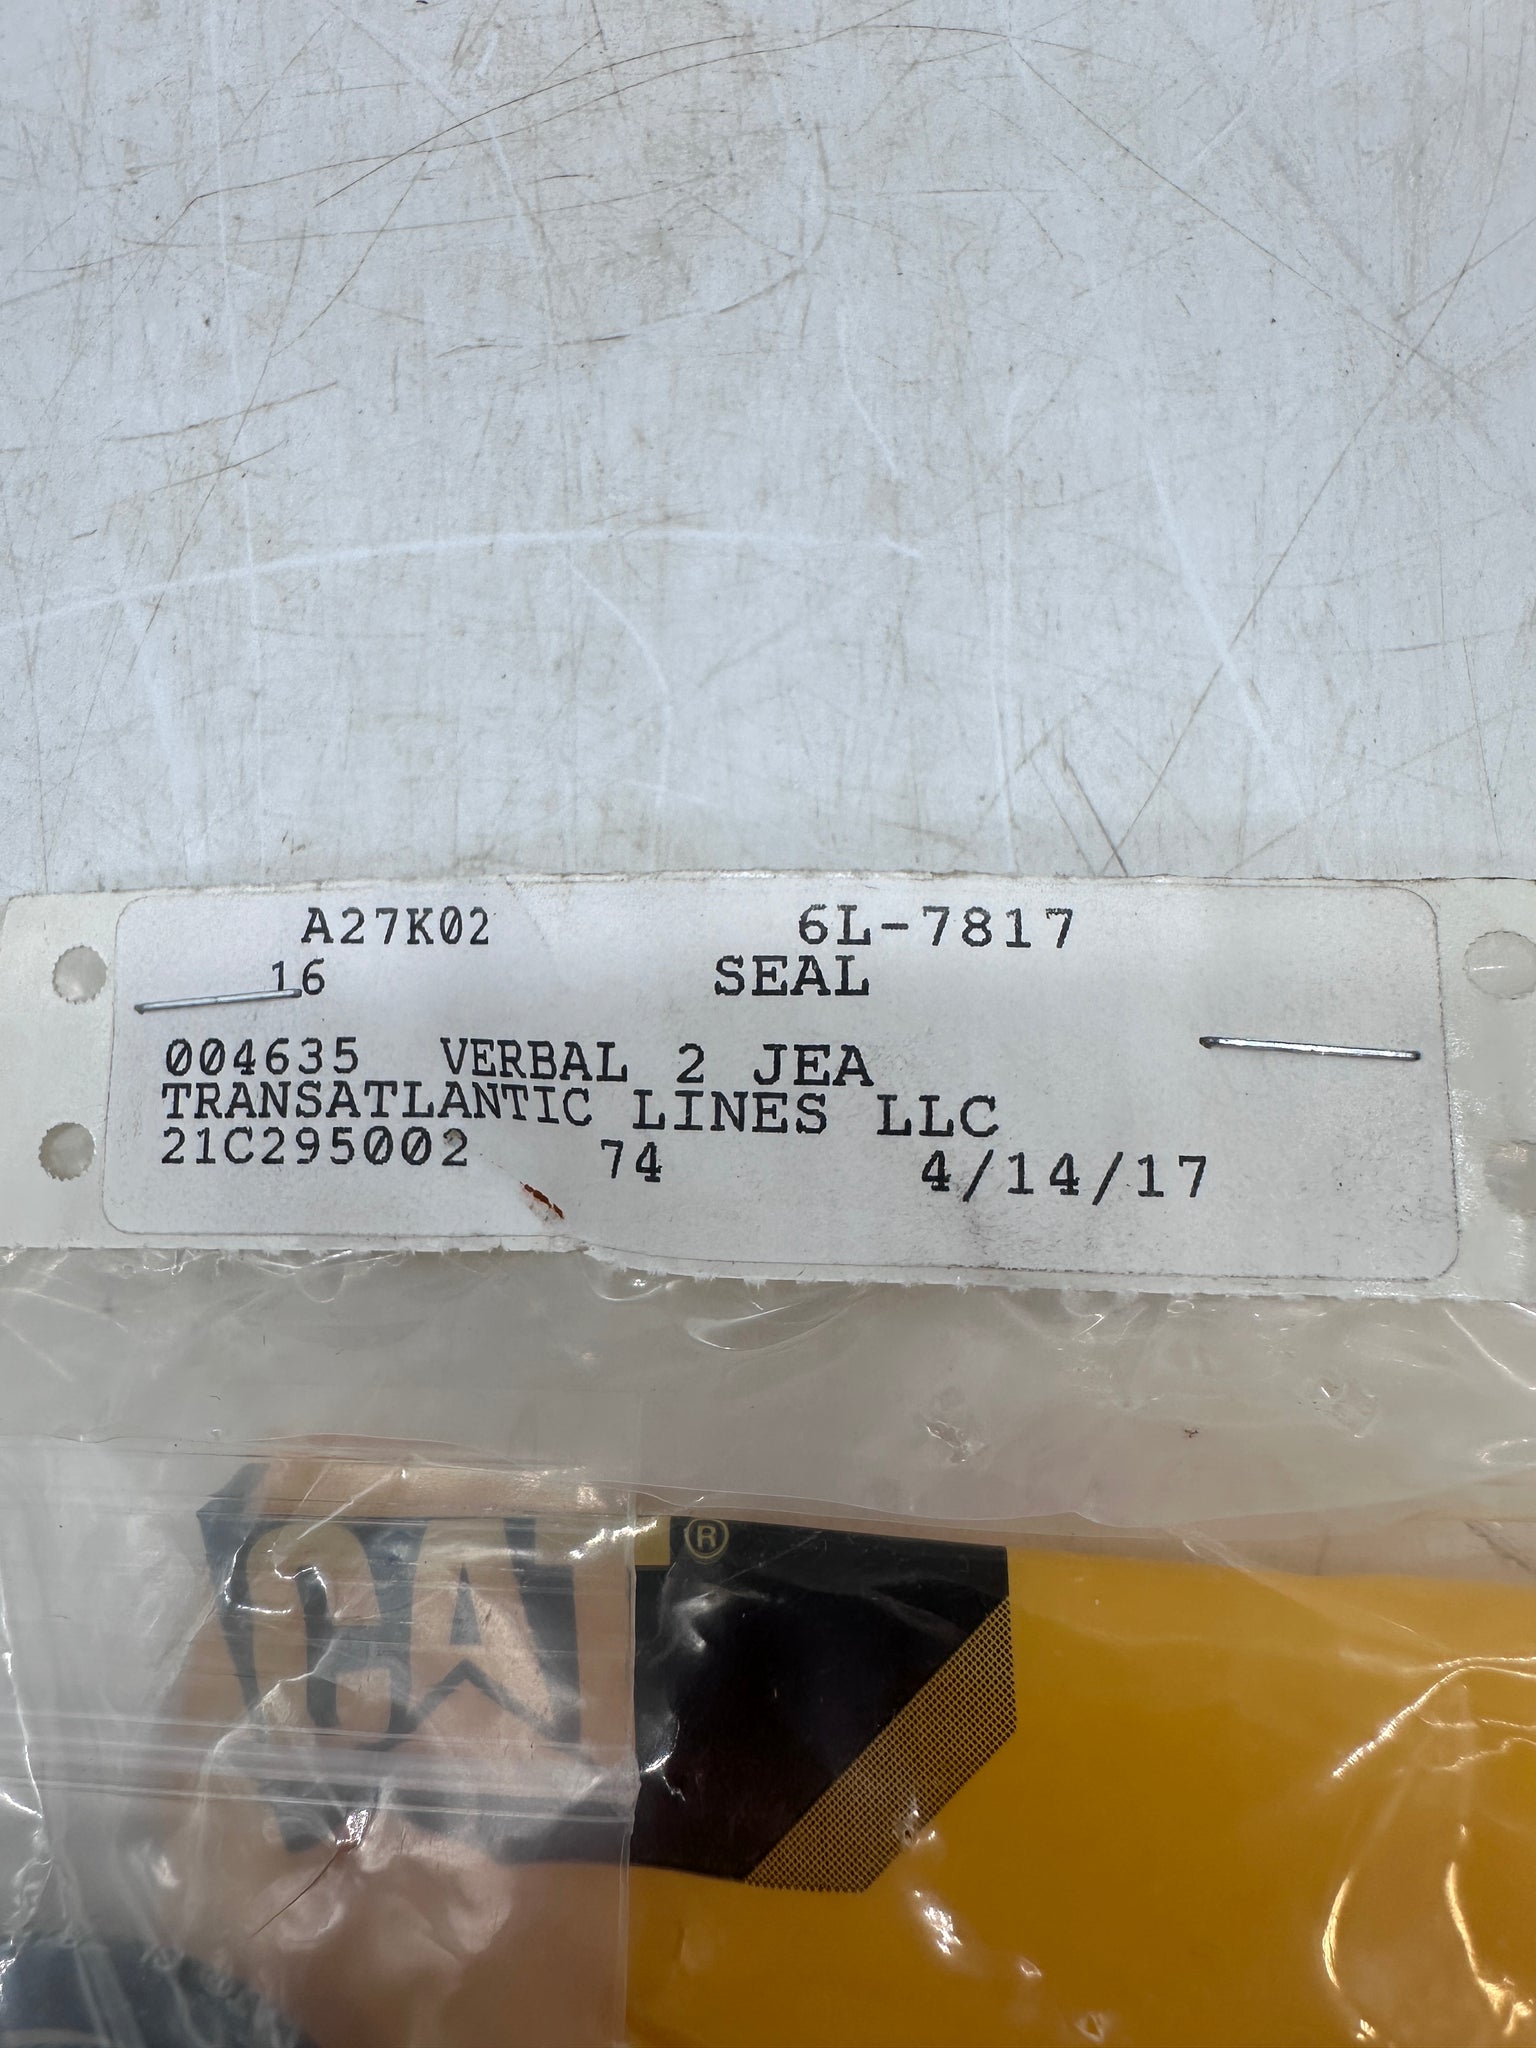 A27K02 6L-7817
16 SEAL
004635 VERBAL 2 JEA
TRANSATLANTIC LINES LLC
21C295002 74 4/14/17
CAT®